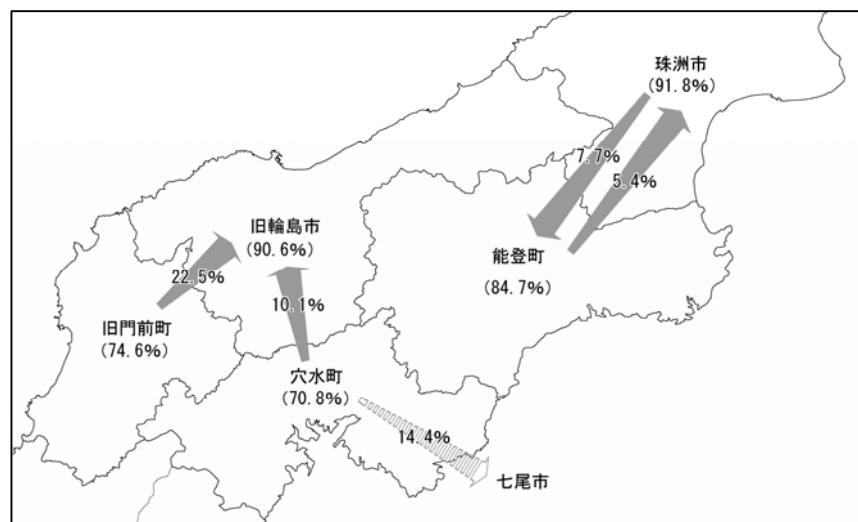 珠洲市
(91.8%)
7.7%
5.4%
旧輪島市
(90.6%)
能登町
(84.7%)
22.5%
10.1%
旧門前町
(74.6%)
穴水町
(70.8%)
14.4%
七尾市